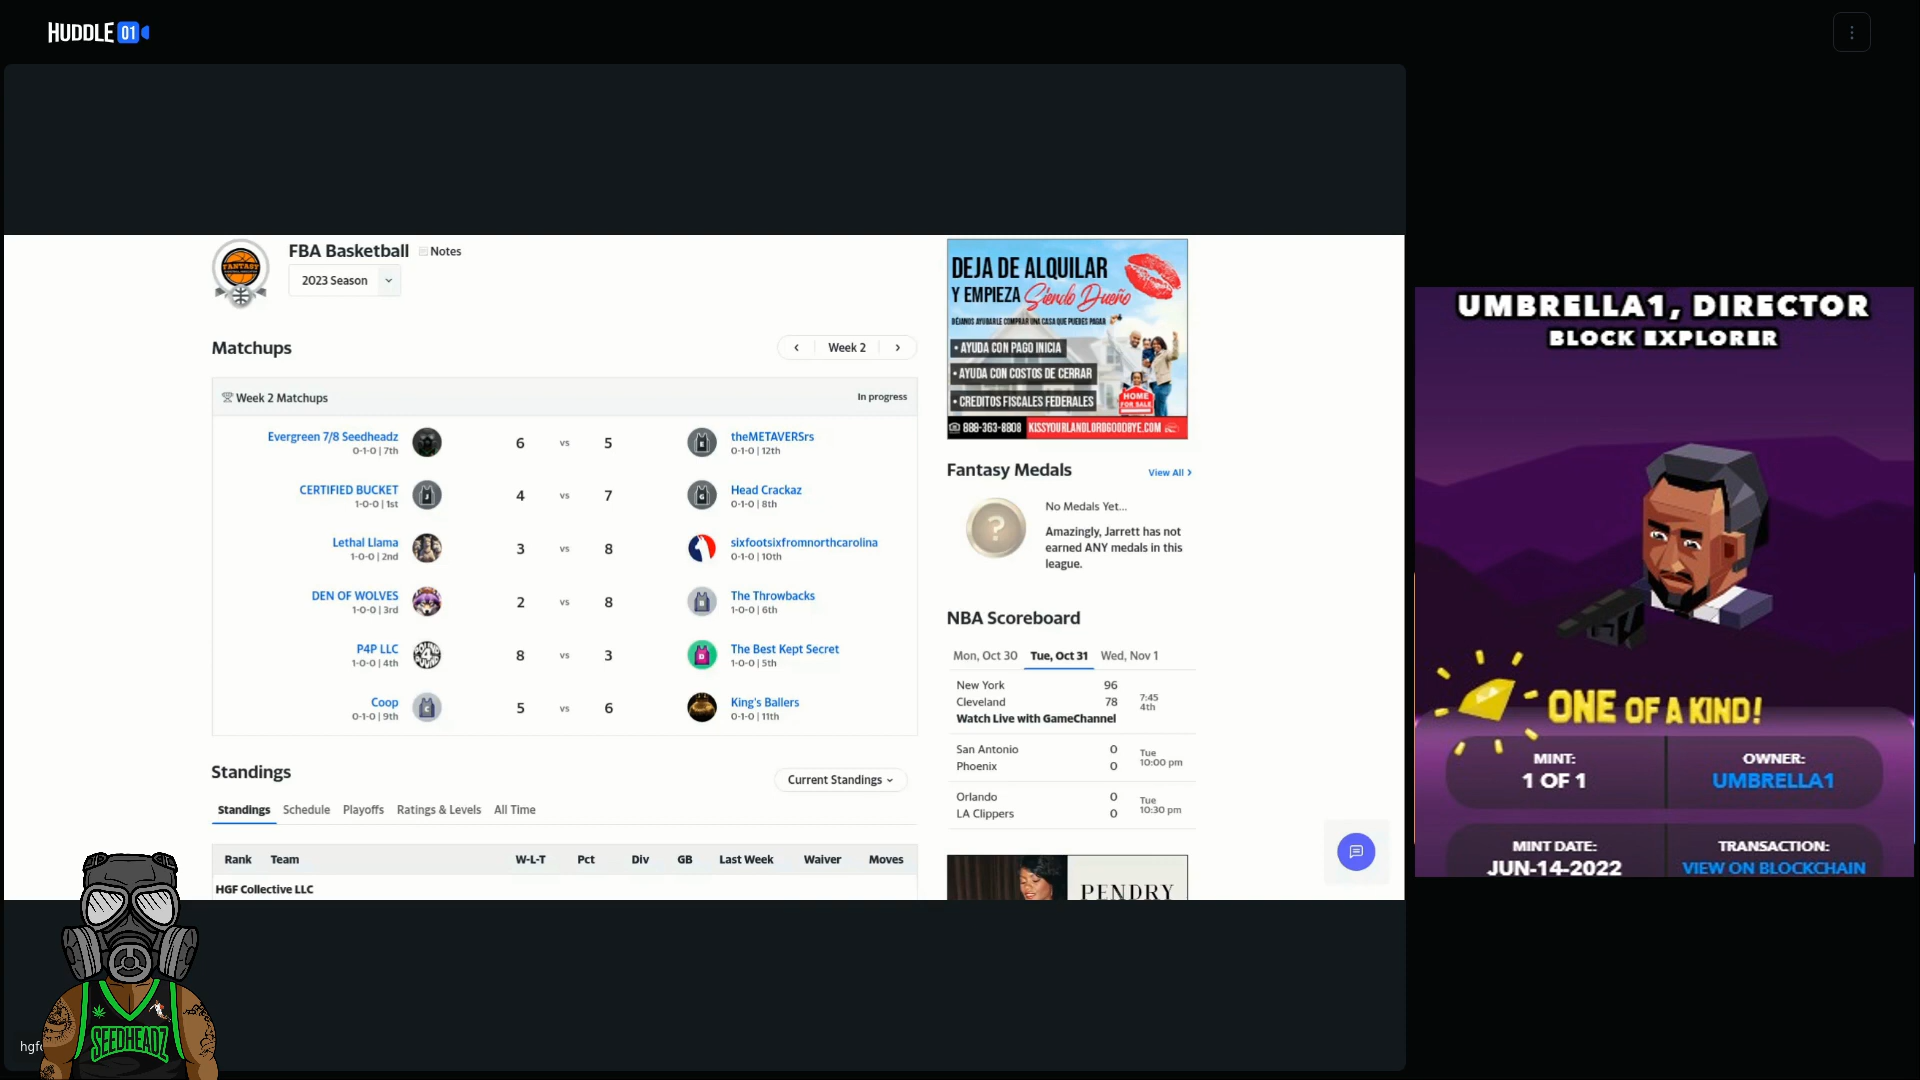 HUDDLE 01
FBA Basketball
Notes
2023 Season
Matchups
Week 2
Week 2 Matchups
In progress
Evergreen 7/8 Seedheadz
0-1-0 | 7th
6 vs 5
theMETAVERSrs
0-1-0 | 12th
CERTIFIED BUCKET
1-0-0 | 1st
4 vs 7
Head Crackaz
0-1-0 | 8th
Lethal Llama
1-0-0 | 2nd
3 vs 8
sixfootsixfromnorthcarolina
0-1-0 | 10th
DEN OF WOLVES
1-0-0 | 3rd
2 vs 8
The Throwbacks
1-0-0 | 6th
P4P LLC
1-0-0 | 4th
8 vs 3
The Best Kept Secret
1-0-0 | 5th
Coop
0-1-0 | 9th
5 vs 6
King's Ballers
0-1-0 | 11th
Standings
Current Standings
Standings Schedule Playoffs Ratings & Levels All Time
Rank Team W-L-T Pct Div GB Last Week Waiver Moves
HGF Collective LLC
DEJA DE ALQUILAR
Y EMPIEZA Siendo Dueño
DÉJANOS AYUDARLE COMPRAR UNA CASA QUE PUEDES PAGAR
• AYUDA CON PAGO INICIA
• AYUDA CON COSTOS DE CERRAR
• CREDITOS FISCALES FEDERALES
HOME
FOR SALE
888-363-8808 KISSYOURLANDLORDGOODBYE.COM
Fantasy Medals
View All
?
No Medals Yet...
Amazingly, Jarrett has not
earned ANY medals in this
league.
NBA Scoreboard
Mon, Oct 30 Tue, Oct 31 Wed, Nov 1
New York 96
Cleveland 78
7:45
4th
Watch Live with GameChannel
San Antonio 0
Phoenix 0
Tue
10:00 pm
Orlando 0
LA Clippers 0
Tue
10:30 pm
PENDRY
UMBRELLA1, DIRECTOR
BLOCK EXPLORER
ONE OF A KIND!
MINT:
1 OF 1
OWNER:
UMBRELLA1
MINT DATE:
JUN-14-2022
TRANSACTION:
VIEW ON BLOCKCHAIN
SEEDHEADZ